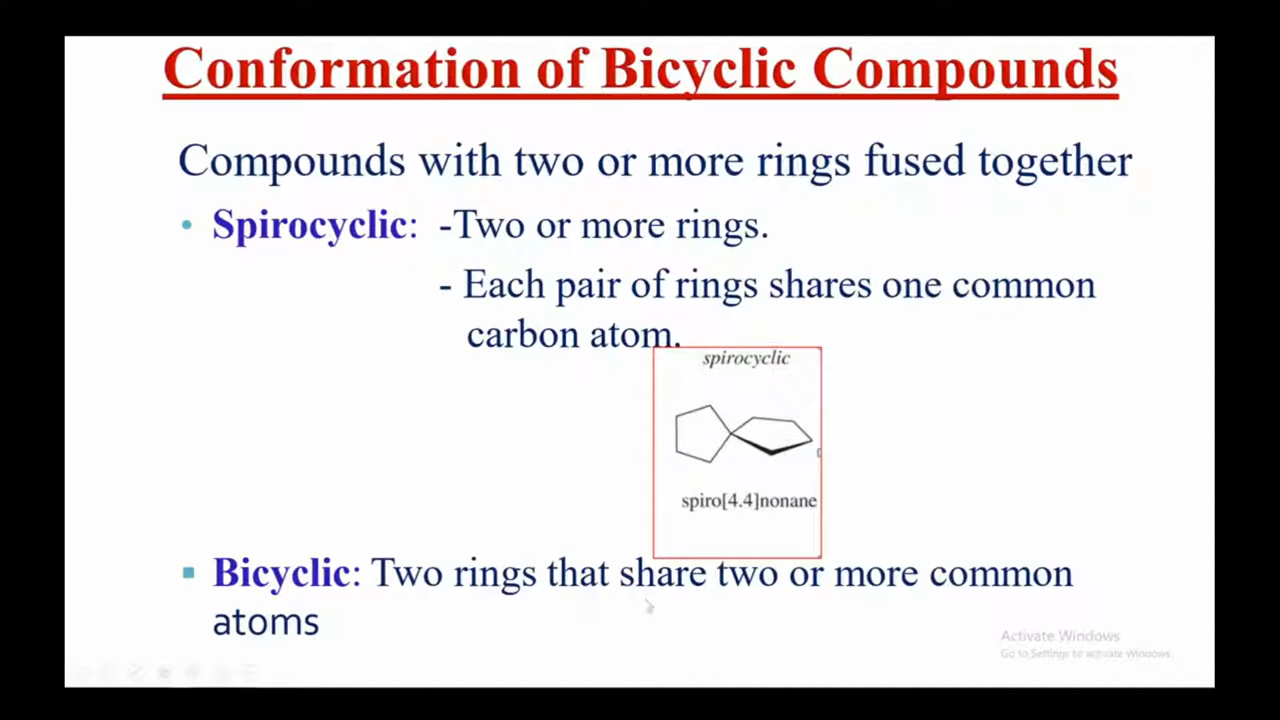 Conformation of Bicyclic Compounds
Compounds with two or more rings fused together
• Spirocyclic: -Two or more rings.
- Each pair of rings shares one common
carbon atom.
spirocyclic
spiro[4.4]nonane
▪ Bicyclic: Two rings that share two or more common
atoms
Activate Windows
Go to Settings to activate Windows.